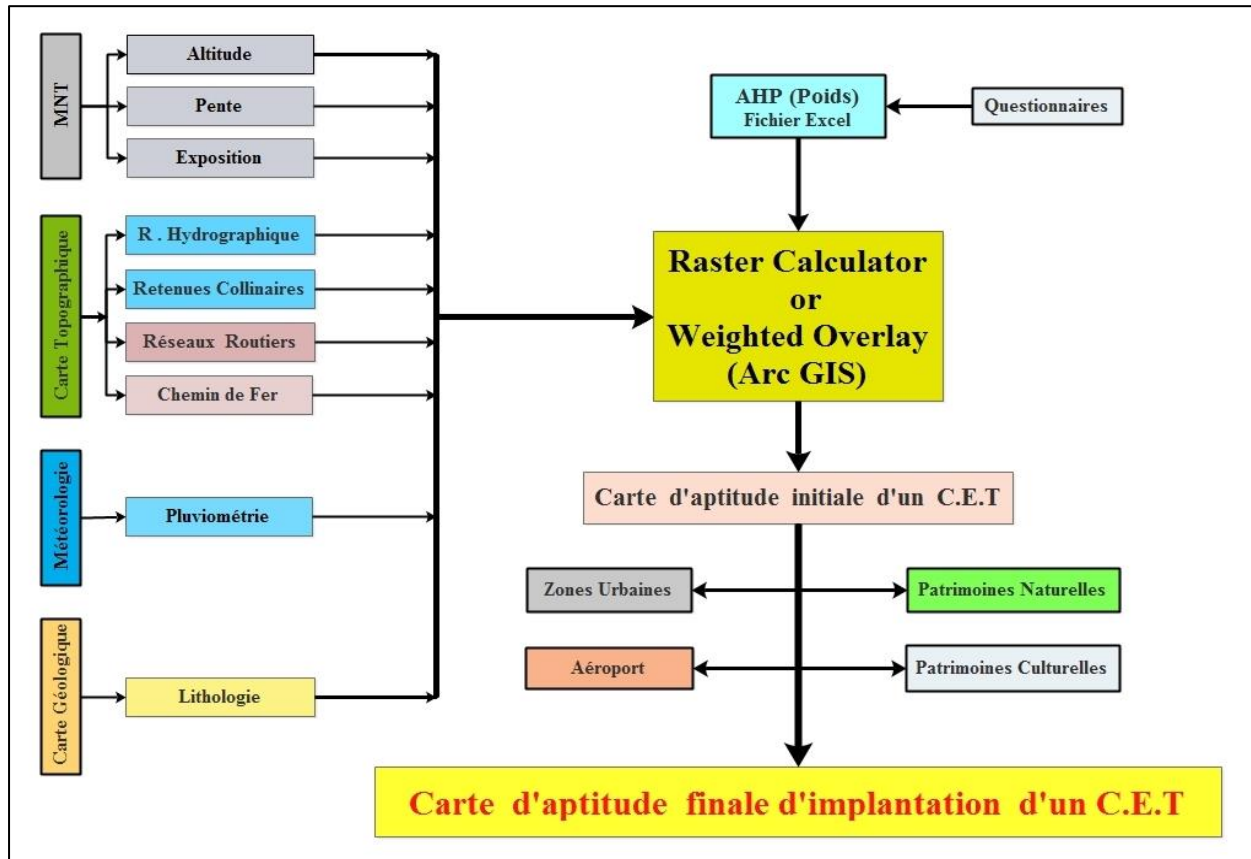 MNT
Altitude
Pente
Exposition
Carte Topographique
R . Hydrographique
Retenues Collinaires
Réseaux Routiers
Chemin de Fer
Météorologie
Pluviométrie
Carte Géologique
Lithologie
AHP (Poids)
Fichier Excel
Questionnaires
Raster Calculator
or
Weighted Overlay
(Arc GIS)
Carte d'aptitude initiale d'un C.E.T
Zones Urbaines
Patrimoines Naturelles
Aéroport
Patrimoines Culturelles
Carte d'aptitude finale d'implantation d'un C.E.T